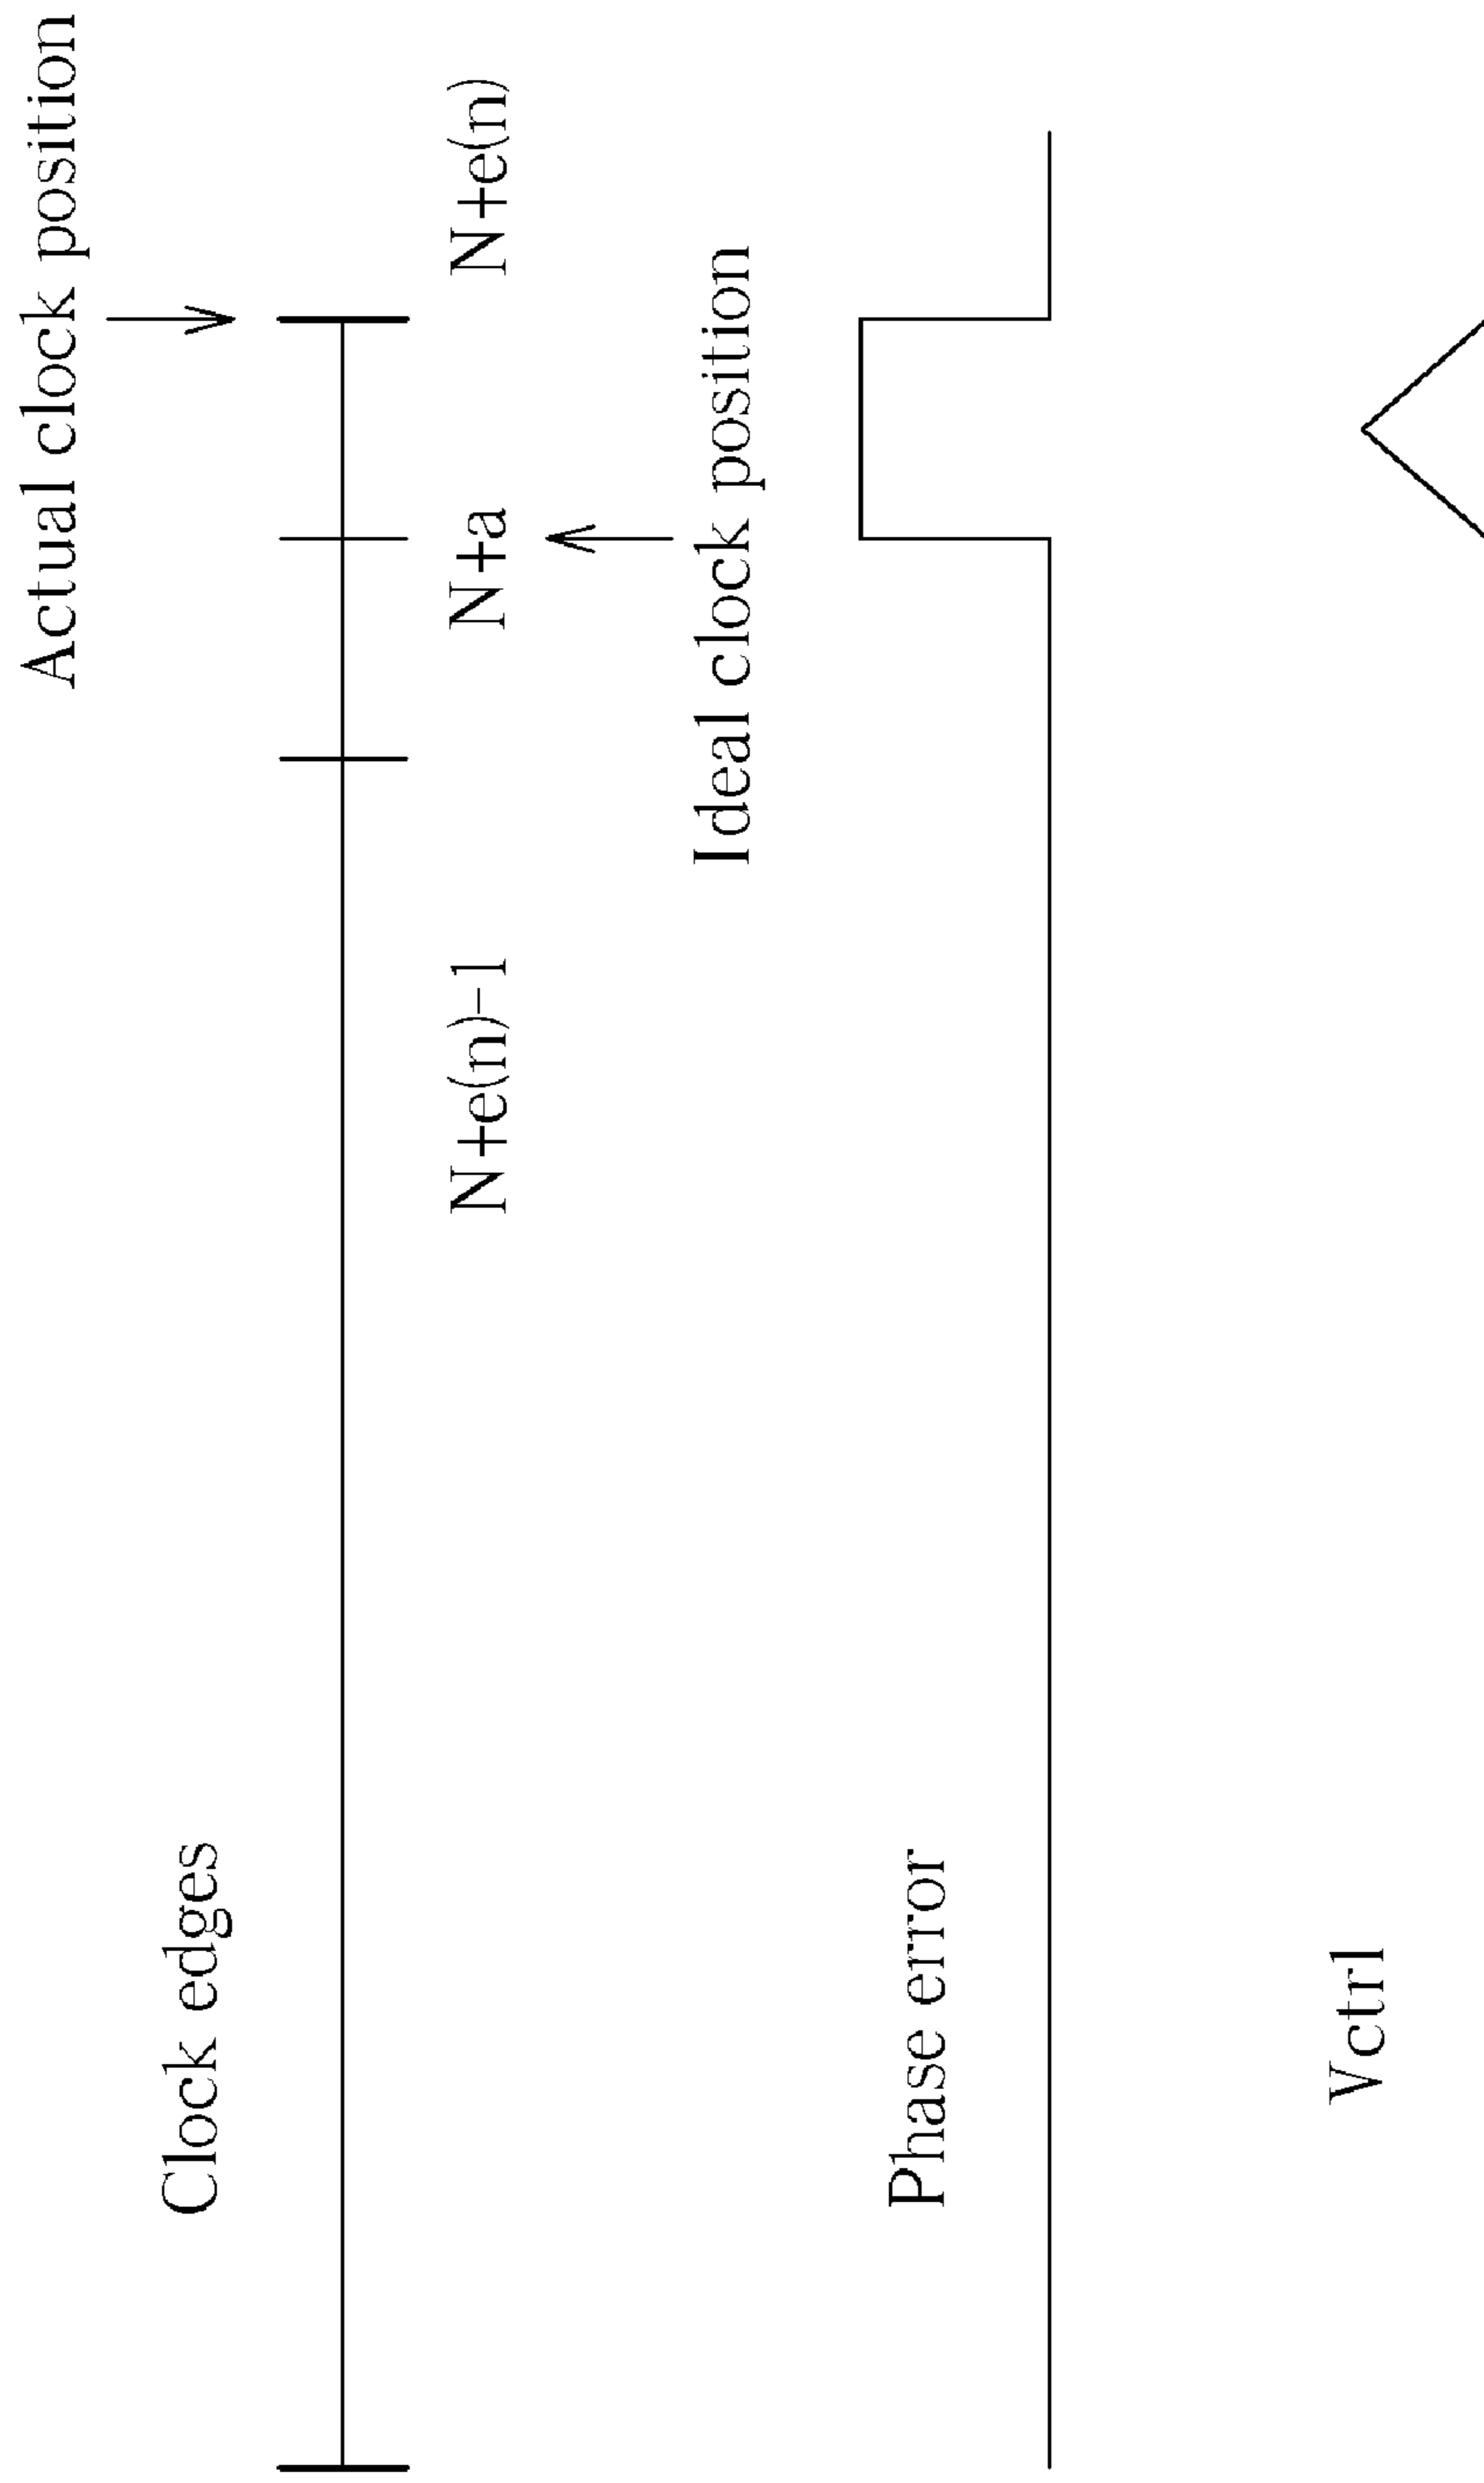 Actual clock position
Clock edges
N+e(n)-1
N+a
N+e(n)
Ideal clock position
Phase error
Vctrl